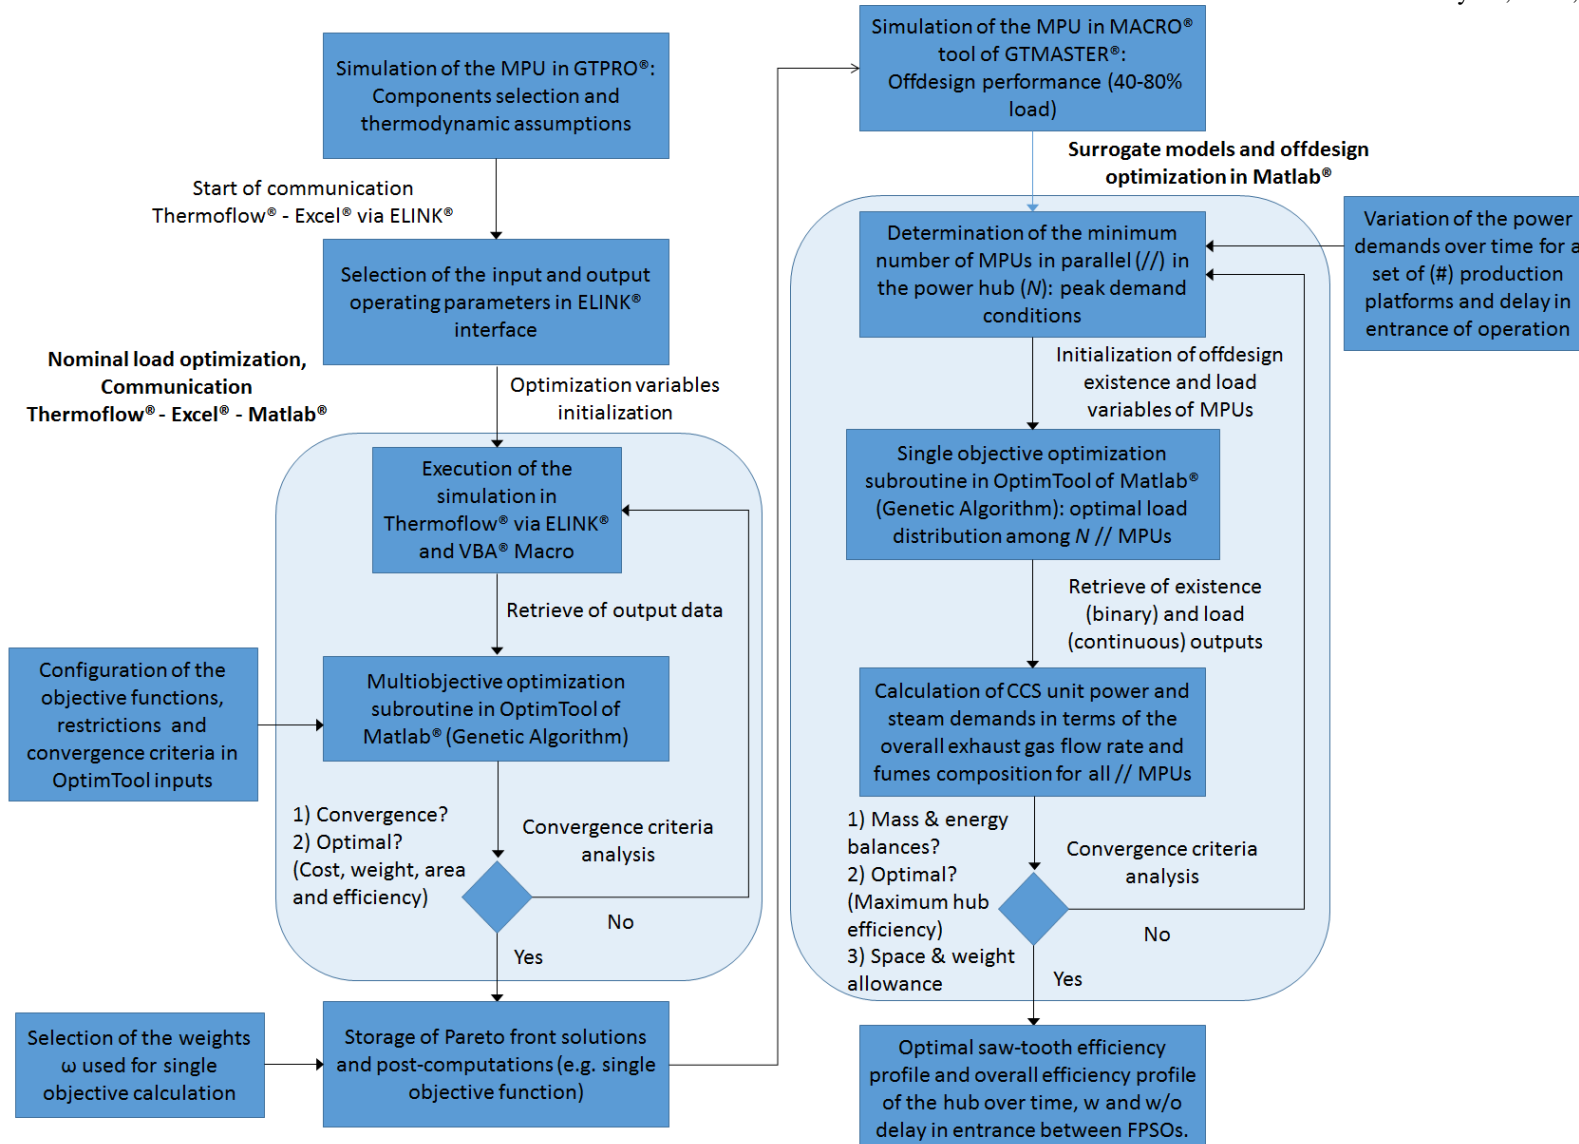 Simulation of the MPU in GTPRO®:
Components selection and
thermodynamic assumptions
Start of communication
Thermoflow® - Excel® via ELINK®
Selection of the input and output
operating parameters in ELINK®
interface
Nominal load optimization,
Communication
Thermoflow® - Excel® - Matlab®
Optimization variables
initialization
Execution of the
simulation in
Thermoflow® via ELINK®
and VBA® Macro
Retrieve of output data
Configuration of the
objective functions,
restrictions and
convergence criteria in
OptimTool inputs
Multiobjective optimization
subroutine in OptimTool of
Matlab® (Genetic Algorithm)
1) Convergence?
2) Optimal?
(Cost, weight, area
and efficiency)
Convergence criteria
analysis
No
Yes
Selection of the weights
ω used for single
objective calculation
Storage of Pareto front solutions
and post-computations (e.g. single
objective function)
Simulation of the MPU in MACRO®
tool of GTMASTER®:
Offdesign performance (40-80%
load)
Surrogate models and offdesign
optimization in Matlab®
Determination of the minimum
number of MPUs in parallel (//) in
the power hub (N): peak demand
conditions
Variation of the power
demands over time for a
set of (#) production
platforms and delay in
entrance of operation
Initialization of offdesign
existence and load
variables of MPUs
Single objective optimization
subroutine in OptimTool of Matlab®
(Genetic Algorithm): optimal load
distribution among N // MPUs
Retrieve of existence
(binary) and load
(continuous) outputs
Calculation of CCS unit power and
steam demands in terms of the
overall exhaust gas flow rate and
fumes composition for all // MPUs
1) Mass & energy
balances?
2) Optimal?
(Maximum hub
efficiency)
3) Space & weight
allowance
Convergence criteria
analysis
No
Yes
Optimal saw-tooth efficiency
profile and overall efficiency profile
of the hub over time, w and w/o
delay in entrance between FPSOs.